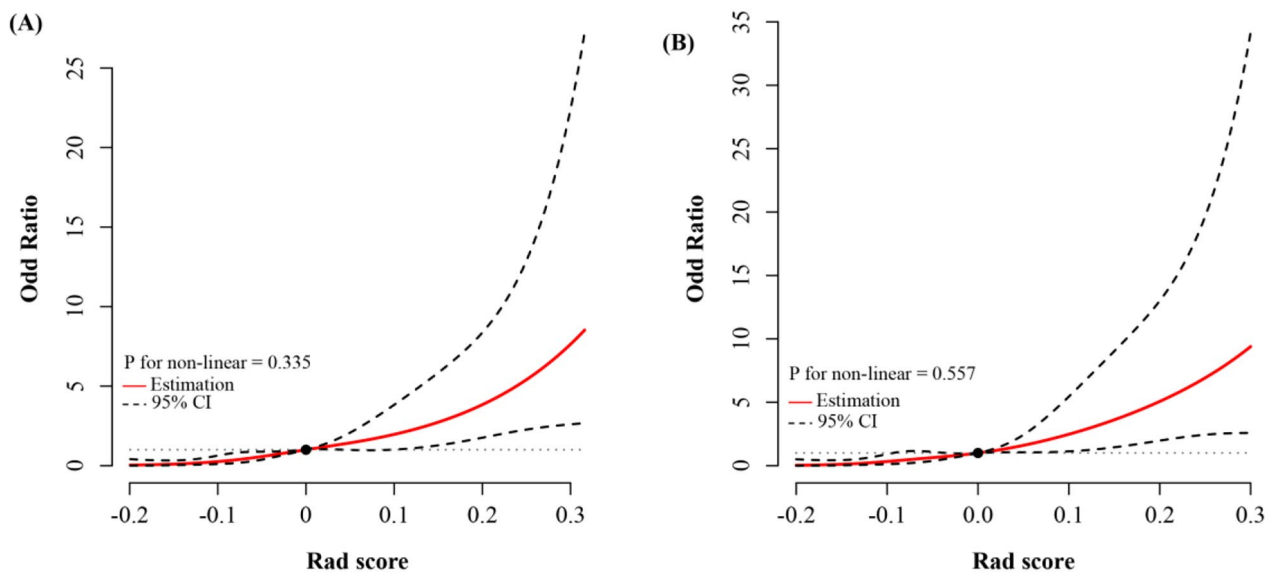 (A)
Odd Ratio
25
20
15
10
5
0
P for non-linear = 0.335
Estimation
95% CI
-0.2 -0.1 0 0.1 0.2 0.3
Rad score
(B)
Odd Ratio
35
30
25
20
15
10
5
0
P for non-linear = 0.557
Estimation
95% CI
-0.2 -0.1 0.0 0.1 0.2 0.3
Rad score